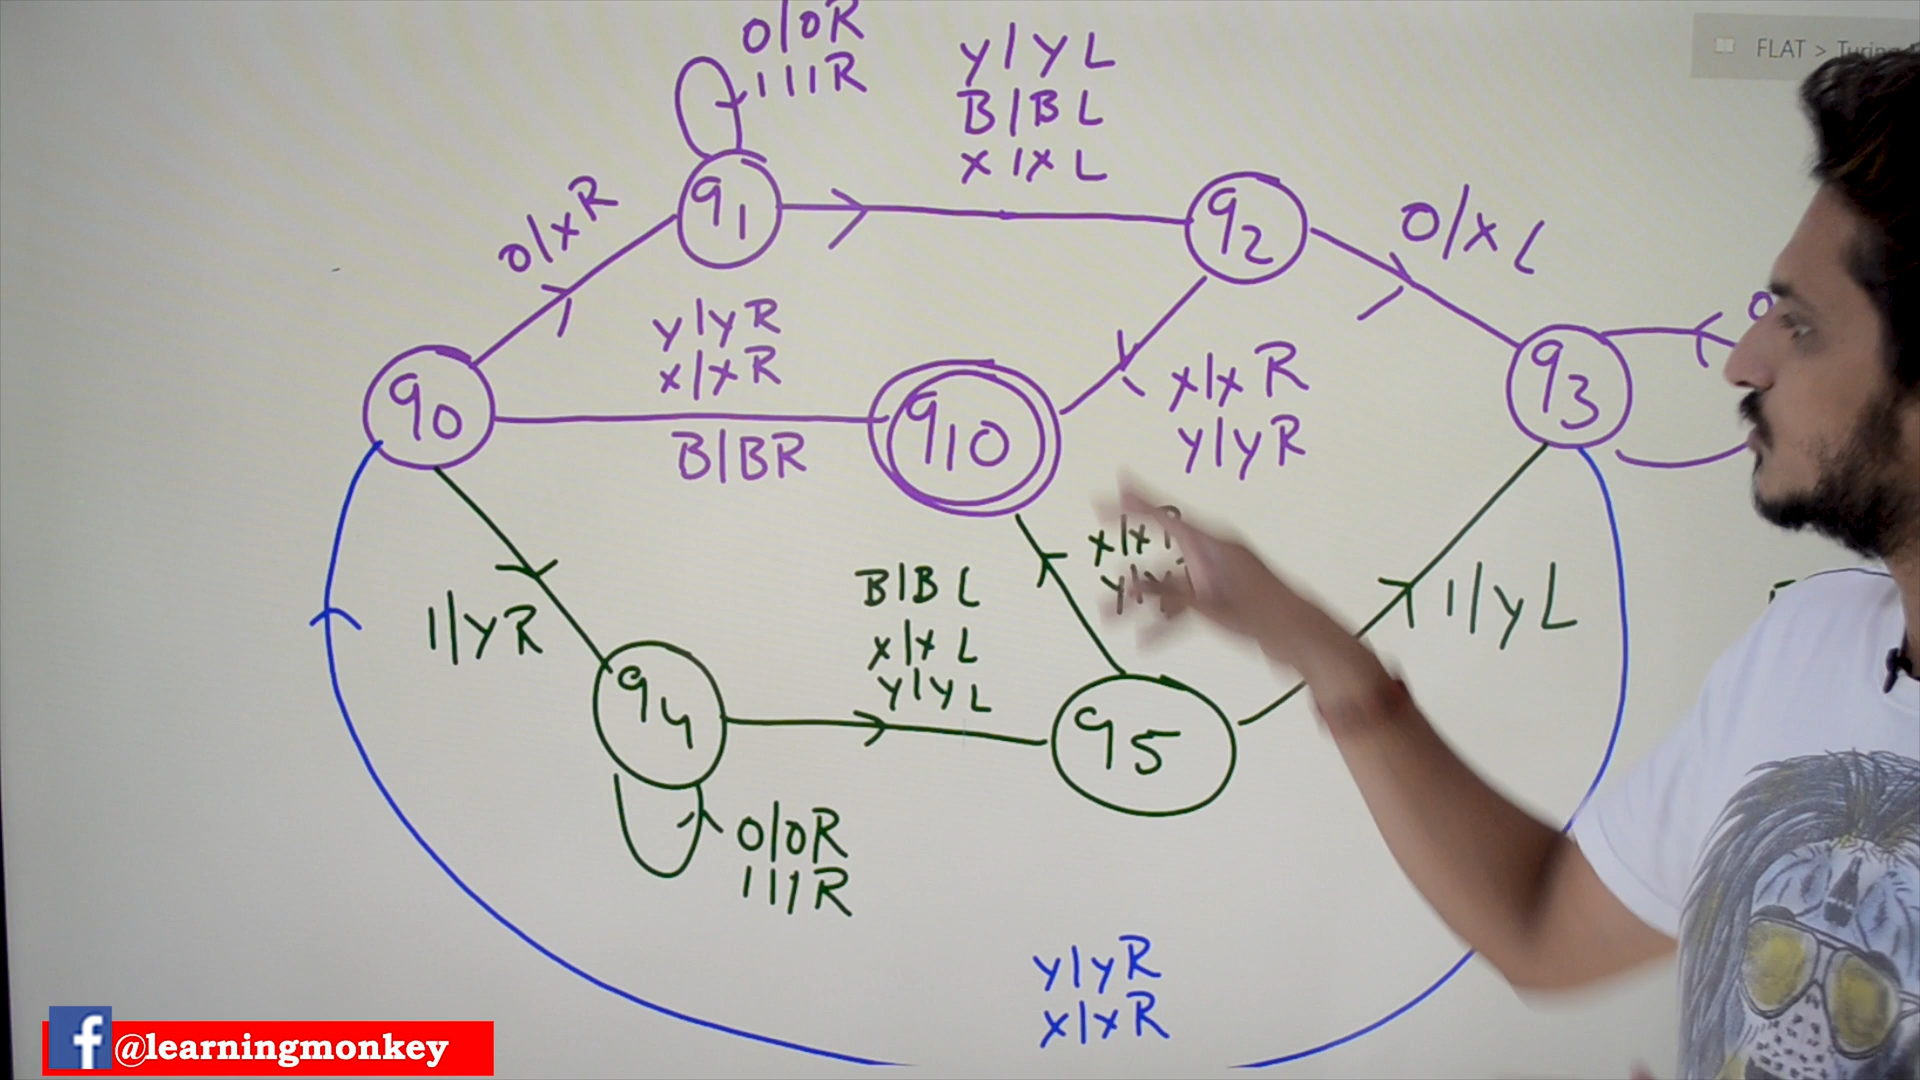 0/0R
1/1R
y/yL
B/BL
x/xL
FLAT >
0/xR
q1
q2
0/xL
y/yR
x/xR
B/BR
q0
q10
x/xR
y/yR
q3
x/xR
1/yR
B/BL
x/xL
y/yL
1/yL
q4
q5
0/0R
1/1R
y/yR
x/xR
f @learningmonkey